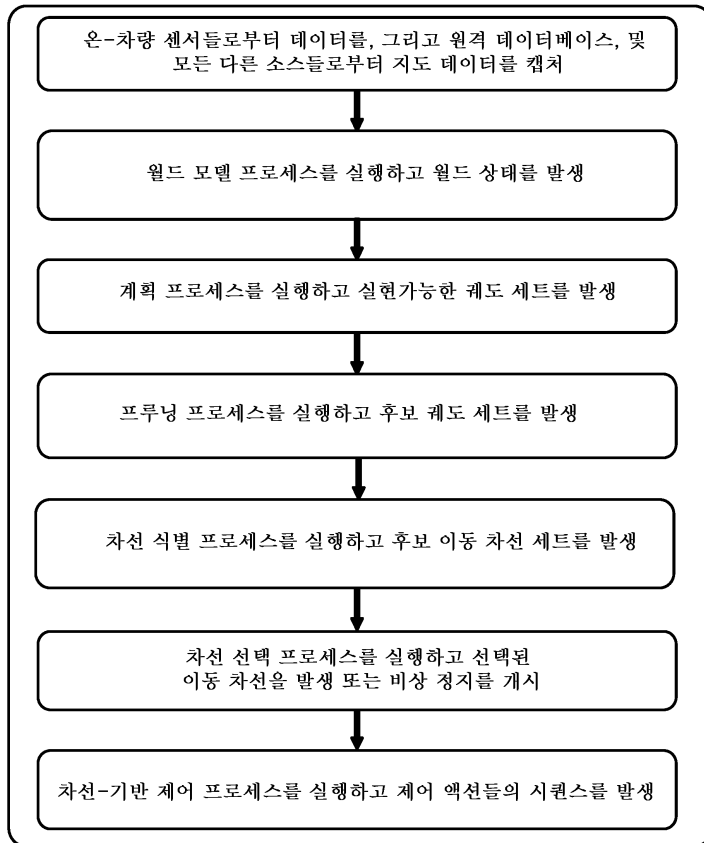 온-차량 센서들로부터 데이터를, 그리고 원격 데이터베이스, 및
모든 다른 소스들로부터 지도 데이터를 캡처
월드 모델 프로세스를 실행하고 월드 상태를 발생
계획 프로세스를 실행하고 실현가능한 궤도 세트를 발생
프루닝 프로세스를 실행하고 후보 궤도 세트를 발생
차선 식별 프로세스를 실행하고 후보 이동 차선 세트를 발생
차선 선택 프로세스를 실행하고 선택된
이동 차선을 발생 또는 비상 정지를 개시
차선-기반 제어 프로세스를 실행하고 제어 액션들의 시퀀스를 발생